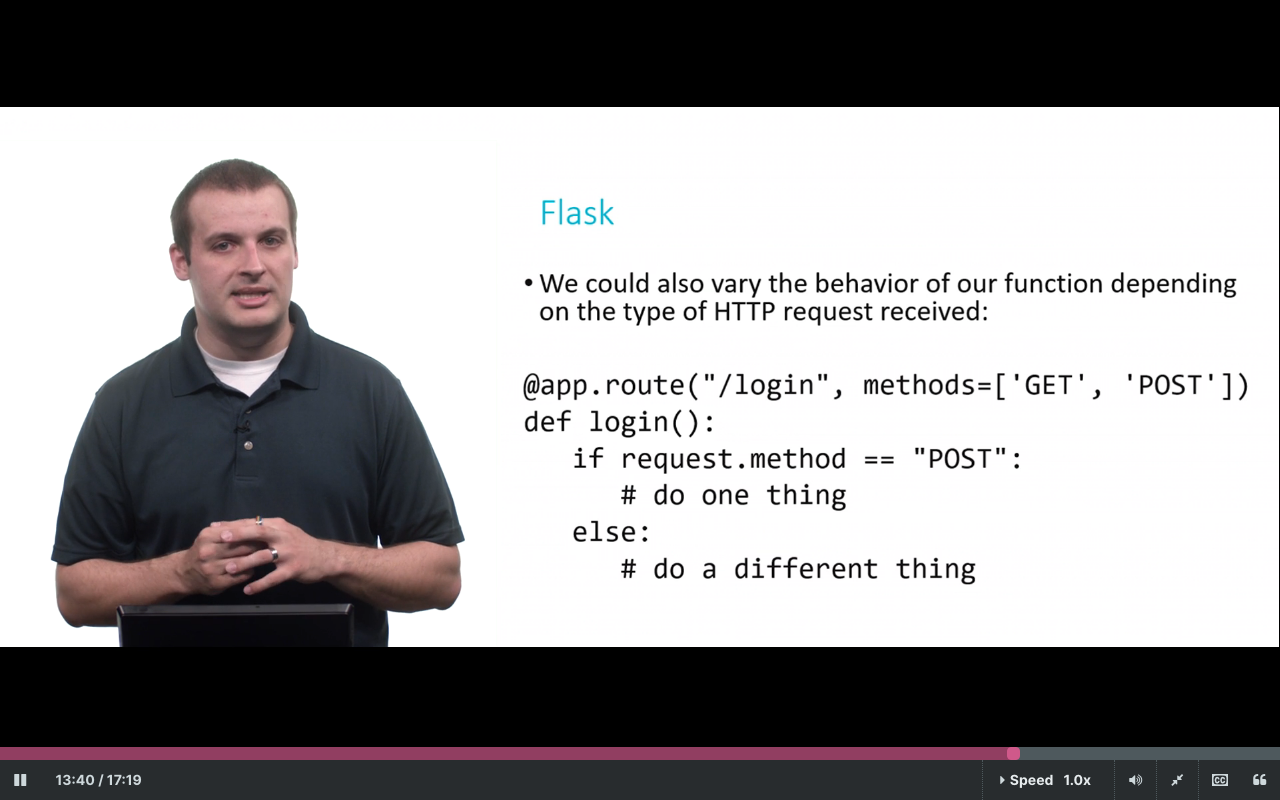 Flask
• We could also vary the behavior of our function depending
on the type of HTTP request received:
@app.route("/login", methods=['GET', 'POST'])
def login():
   if request.method == "POST":
      # do one thing
   else:
      # do a different thing
13:40 / 17:19
Speed 1.0x
CC